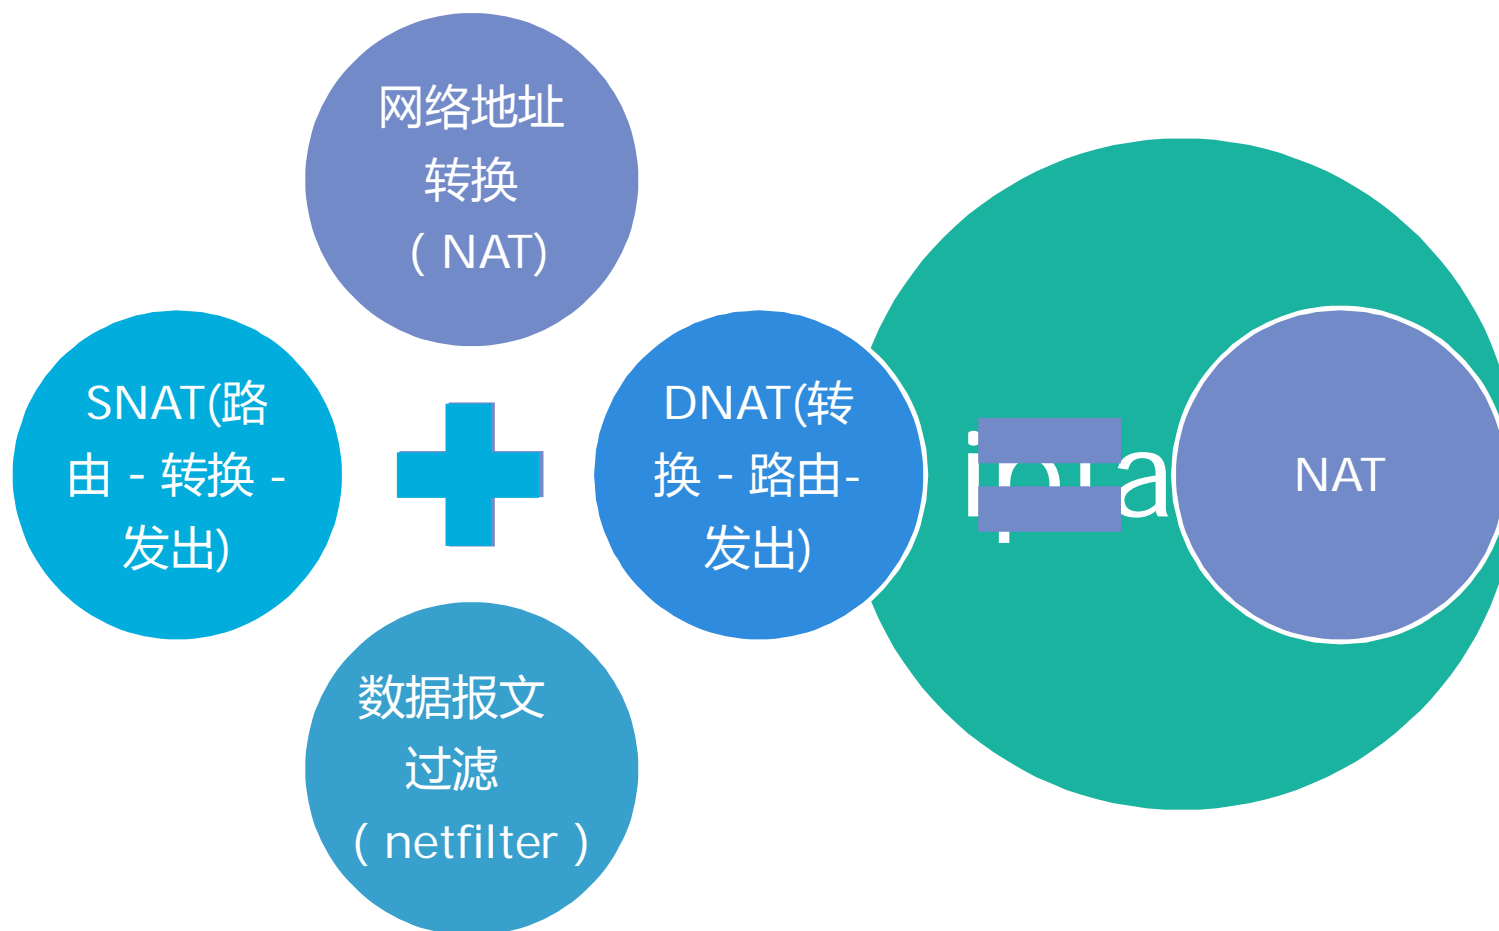 网络地址
转换
( NAT)
SNAT(路
由 - 转换 -
发出)
DNAT(转
换 - 路由-
发出)
NAT
数据报文
过滤
( netfilter )